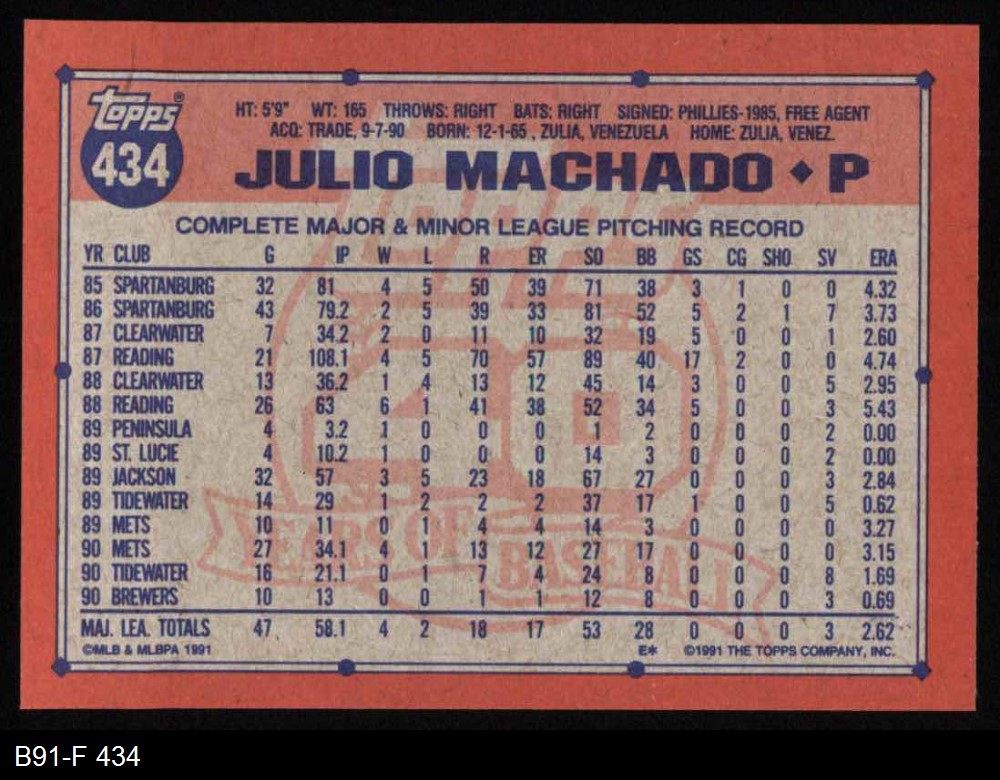 Topps®
434
HT: 5'9" WT: 165 THROWS: RIGHT BATS: RIGHT SIGNED: PHILLIES-1985, FREE AGENT
ACQ: TRADE, 9-7-90 BORN: 12-1-65 , ZULIA, VENEZUELA HOME: ZULIA, VENEZ.
JULIO MACHADO ◆ P
COMPLETE MAJOR & MINOR LEAGUE PITCHING RECORD
YR CLUB G IP W L R ER SO BB GS CG SHO SV ERA
85 SPARTANBURG 32 81 4 5 50 39 71 38 3 1 0 0 4.32
86 SPARTANBURG 43 79.2 2 5 39 33 81 52 5 2 1 7 3.73
87 CLEARWATER 7 34.2 2 0 11 10 32 19 5 0 0 1 2.60
87 READING 21 108.1 4 5 70 57 89 40 17 2 0 0 4.74
88 CLEARWATER 13 36.2 1 4 13 12 45 14 3 0 0 5 2.95
88 READING 26 63 6 1 41 38 52 34 5 0 0 3 5.43
89 PENINSULA 4 3.2 1 0 0 0 1 2 0 0 0 2 0.00
89 ST. LUCIE 4 10.2 1 0 0 0 14 3 0 0 0 2 0.00
89 JACKSON 32 57 3 5 23 18 67 27 0 0 0 3 2.84
89 TIDEWATER 14 29 1 2 2 2 37 17 1 0 0 5 0.62
89 METS 10 11 0 1 4 4 14 3 0 0 0 0 3.27
90 METS 27 34.1 4 1 13 12 27 17 0 0 0 0 3.15
90 TIDEWATER 16 21.1 0 1 7 4 24 8 0 0 0 8 1.69
90 BREWERS 10 13 0 0 1 1 12 8 0 0 0 3 0.69
MAJ. LEA. TOTALS 47 58.1 4 2 18 17 53 28 0 0 0 3 2.62
©MLB & MLBPA 1991 E* ©1991 THE TOPPS COMPANY, INC.
Topps
40
YEARS OF BASEBALL
B91-F 434